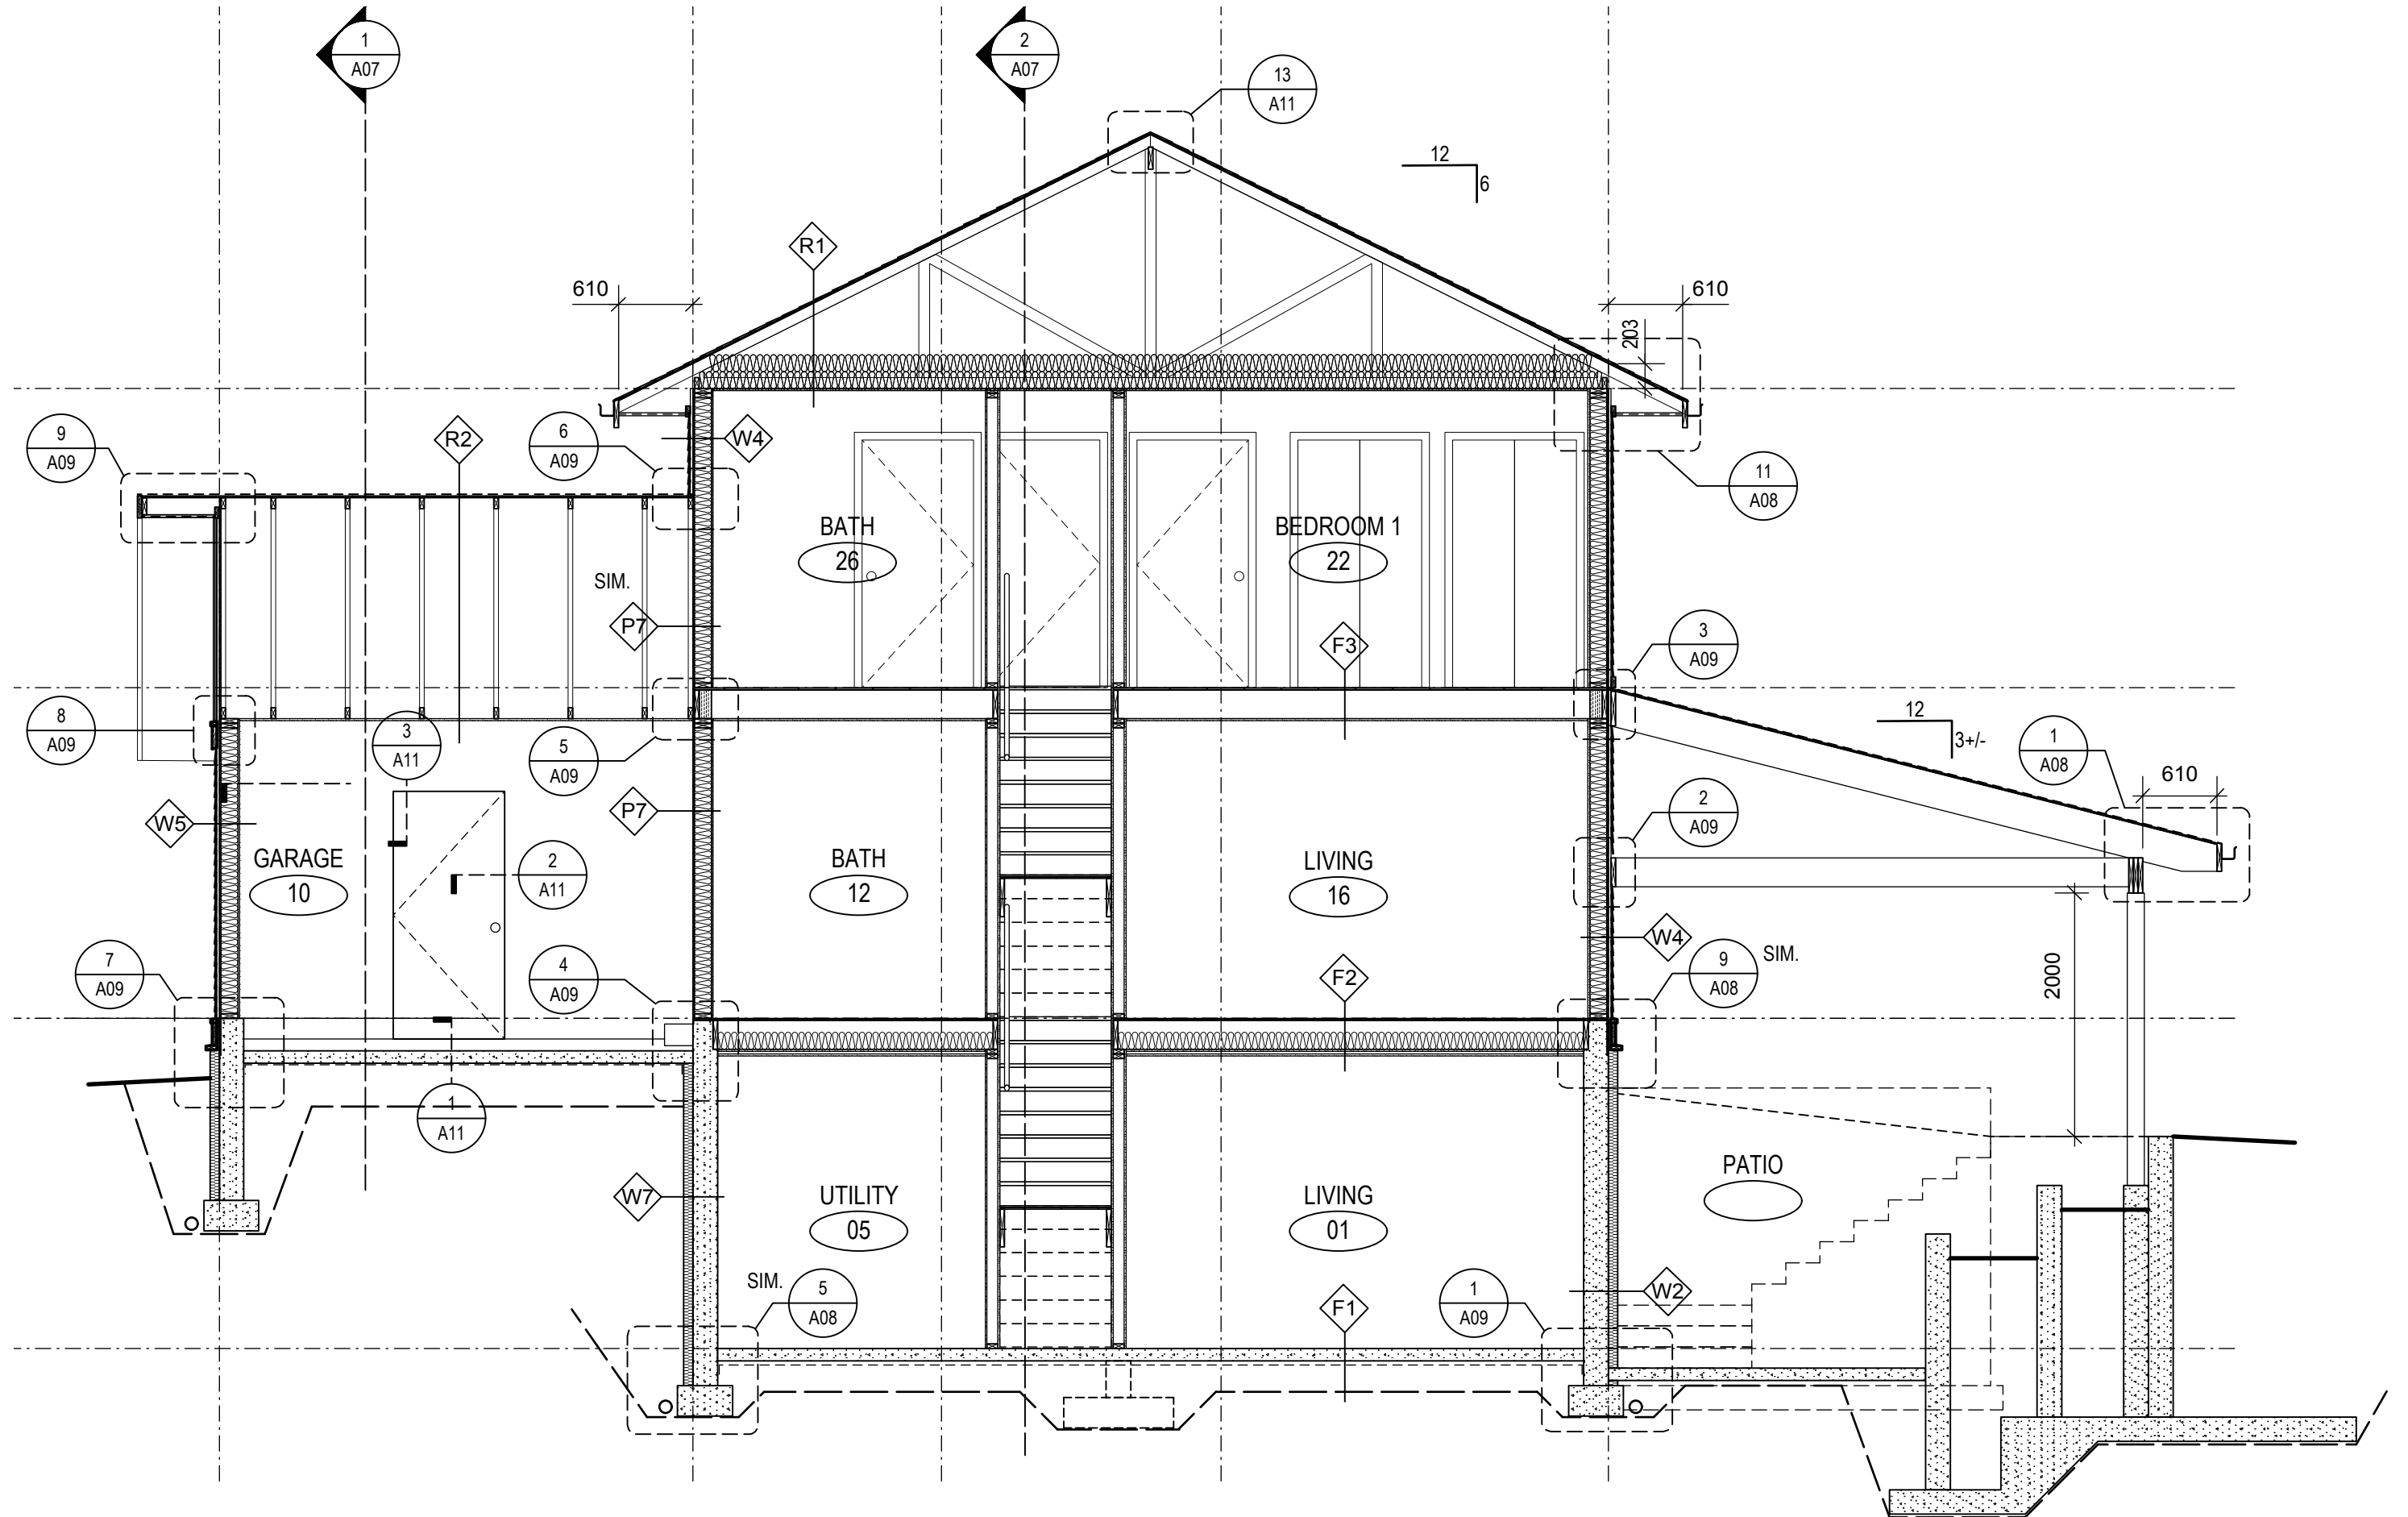 1
A07
2
A07
13
A11
12
6
R1
610
610
203
9
A09
R2
6
A09
W4
11
A08
BATH
26
BEDROOM 1
22
SIM.
P7
F3
3
A09
8
A09
3
A11
5
A09
12
3+/-
1
A08
610
P7
2
A09
W5
GARAGE
10
2
A11
BATH
12
LIVING
16
W4
7
A09
4
A09
F2
9
A08
SIM.
2000
1
A11
W7
UTILITY
05
LIVING
01
PATIO
SIM.
5
A08
F1
1
A09
W2